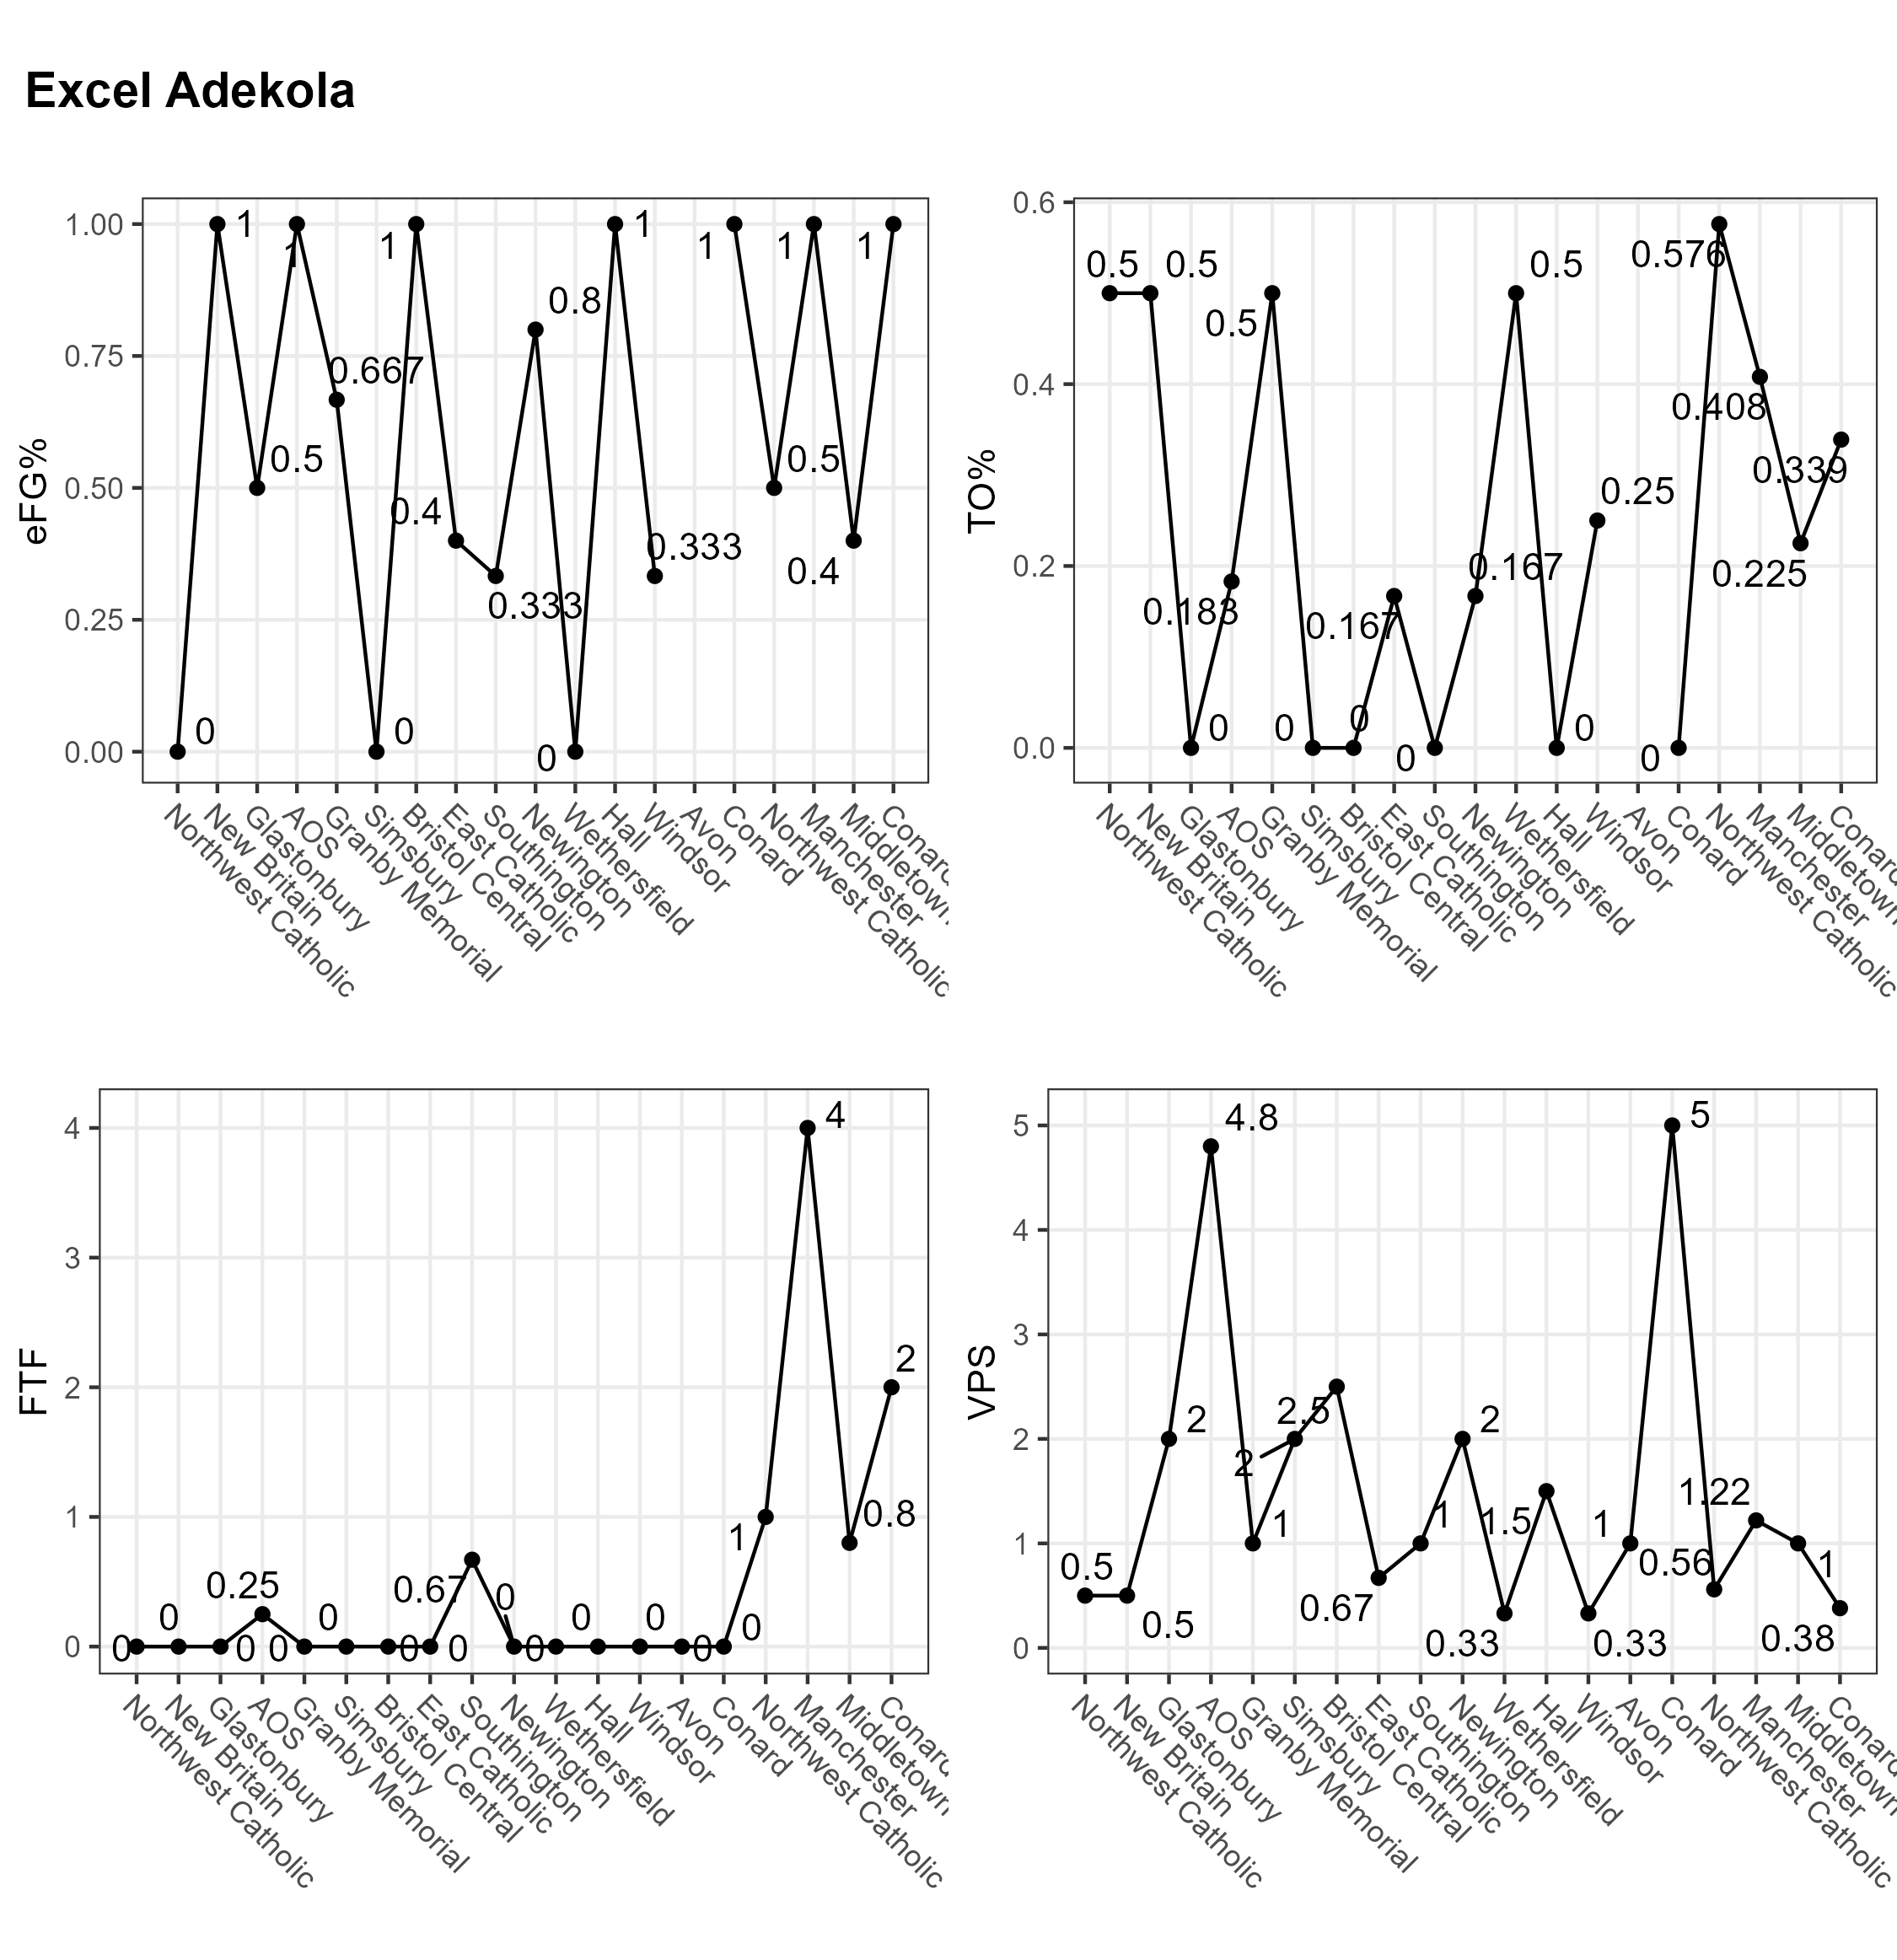 Excel Adekola
eFG%
1.00
0.75
0.50
0.25
0.00
0
1
0.5
1
0.667
0
1
0.4
0.333
0.8
0
1
0.333
1
0.5
1
0.4
1
Northwest Catholic
New Britain
Glastonbury
AOS
Granby Memorial
Simsbury
Bristol Central
East Catholic
Southington
Newington
Wethersfield
Hall
Windsor
Avon
Conard
Northwest Catholic
Manchester
Middletown
Conard
TO%
0.6
0.4
0.2
0.0
0.5
0.5
0
0.183
0.5
0
0
0.167
0
0.167
0.5
0
0.25
0
0.576
0.408
0.225
0.339
Northwest Catholic
New Britain
Glastonbury
AOS
Granby Memorial
Simsbury
Bristol Central
East Catholic
Southington
Newington
Wethersfield
Hall
Windsor
Avon
Conard
Northwest Catholic
Manchester
Middletown
Conard
FTF
4
3
2
1
0
0
0
0
0.25
0
0
0
0
0.67
0
0
0
0
0
0
1
4
0.8
2
Northwest Catholic
New Britain
Glastonbury
AOS
Granby Memorial
Simsbury
Bristol Central
East Catholic
Southington
Newington
Wethersfield
Hall
Windsor
Avon
Conard
Northwest Catholic
Manchester
Middletown
Conard
VPS
5
4
3
2
1
0
0.5
0.5
2
4.8
1
2
2.5
0.67
1
2
0.33
1.5
0.33
1
5
0.56
1.22
1
0.38
Northwest Catholic
New Britain
Glastonbury
AOS
Granby Memorial
Simsbury
Bristol Central
East Catholic
Southington
Newington
Wethersfield
Hall
Windsor
Avon
Conard
Northwest Catholic
Manchester
Middletown
Conard